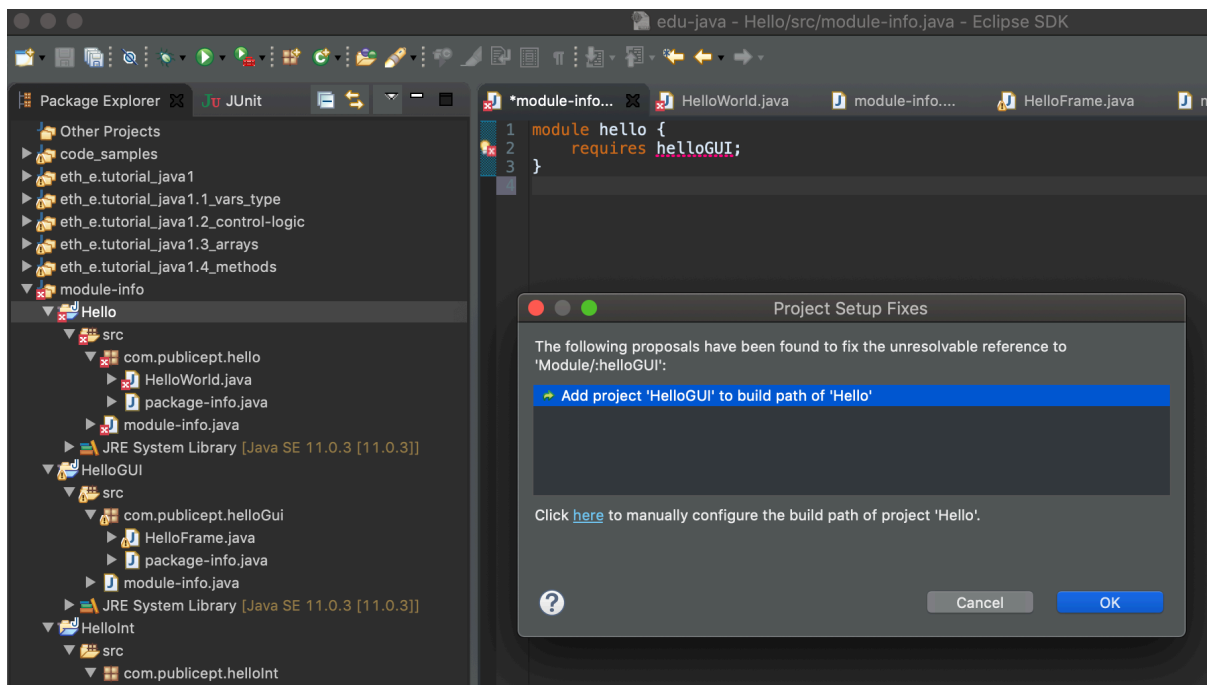 edu-java - Hello/src/module-info.java - Eclipse SDK
Package Explorer
JUnit
*module-info...
HelloWorld.java
module-info....
HelloFrame.java
Other Projects
code_samples
eth_e.tutorial_java1
eth_e.tutorial_java1.1_vars_type
eth_e.tutorial_java1.2_control-logic
eth_e.tutorial_java1.3_arrays
eth_e.tutorial_java1.4_methods
module-info
Hello
src
com.publicept.hello
HelloWorld.java
package-info.java
module-info.java
JRE System Library [Java SE 11.0.3 [11.0.3]]
HelloGUI
src
com.publicept.helloGui
HelloFrame.java
package-info.java
module-info.java
JRE System Library [Java SE 11.0.3 [11.0.3]]
HelloInt
src
com.publicept.helloInt
1 module hello {
2 requires helloGUI;
3 }
4
Project Setup Fixes
The following proposals have been found to fix the unresolvable reference to
'Module/:helloGUI':
Add project 'HelloGUI' to build path of 'Hello'
Click here to manually configure the build path of project 'Hello'.
?
Cancel
OK